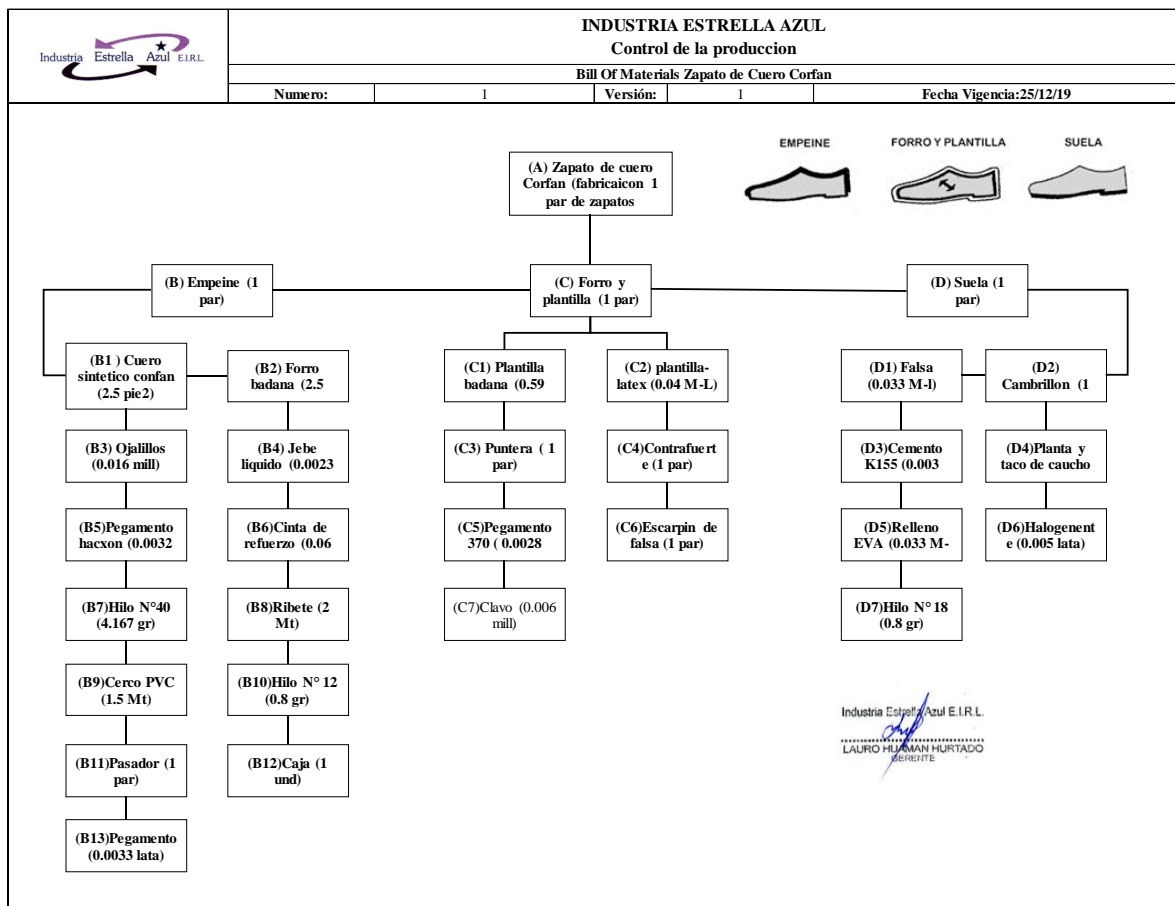 Industria Estrella Azul E.I.R.L.
INDUSTRIA ESTRELLA AZUL
Control de la produccion
Bill Of Materials Zapato de Cuero Corfan
Numero: 1 Versión: 1 Fecha Vigencia:25/12/19
EMPEINE FORRO Y PLANTILLA SUELA
(A) Zapato de cuero
Corfan (fabricaicon 1
par de zapatos
(B) Empeine (1
par)
(C) Forro y
plantilla (1 par)
(D) Suela (1
par)
(B1 ) Cuero
sintetico confan
(2.5 pie2)
(B2) Forro
badana (2.5
(C1) Plantilla
badana (0.59
(C2) plantilla-
latex (0.04 M-L)
(D1) Falsa
(0.033 M-l)
(D2)
Cambrillon (1
(B3) Ojalillos
(0.016 mill)
(B4) Jebe
liquido (0.0023
(C3) Puntera ( 1
par)
(C4)Contrafuert
e (1 par)
(D3)Cemento
K155 (0.003
(D4)Planta y
taco de caucho
(B5)Pegamento
hacxon (0.0032
(B6)Cinta de
refuerzo (0.06
(C5)Pegamento
370 ( 0.0028
(C6)Escarpin de
falsa (1 par)
(D5)Relleno
EVA (0.033 M-
(D6)Halogenent
e (0.005 lata)
(B7)Hilo N°40
(4.167 gr)
(B8)Ribete (2
Mt)
(C7)Clavo (0.006
mill)
(D7)Hilo N° 18
(0.8 gr)
(B9)Cerco PVC
(1.5 Mt)
(B10)Hilo N° 12
(0.8 gr)
(B11)Pasador (1
par)
(B12)Caja (1
und)
(B13)Pegamento
(0.0033 lata)
Industria Estrella Azul E.I.R.L.
LAURO HUAMAN HURTADO
GERENTE